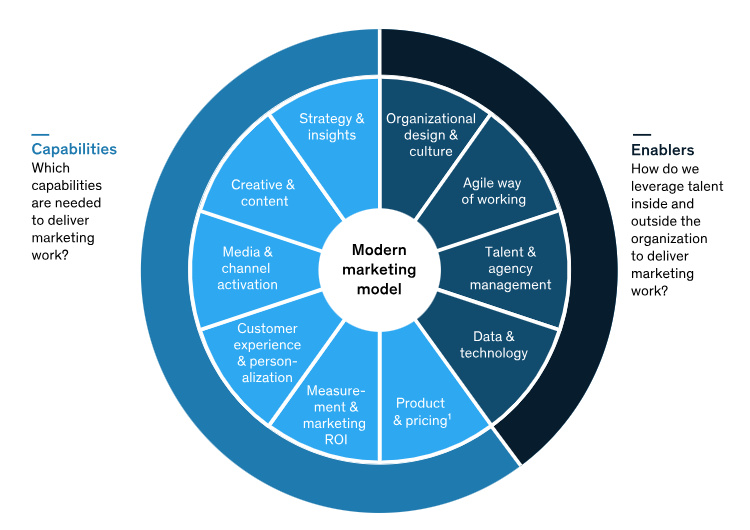 Capabilities
Which
capabilities
are needed
to deliver
marketing
work?
Strategy &
insights
Creative &
content
Media &
channel
activation
Customer
experience
& person-
alization
Measure-
ment &
marketing
ROI
Product
& pricing¹
Modern
marketing
model
Organizational
design &
culture
Agile way
of working
Talent &
agency
management
Data &
technology
Enablers
How do we
leverage talent
inside and
outside the
organization
to deliver
marketing
work?